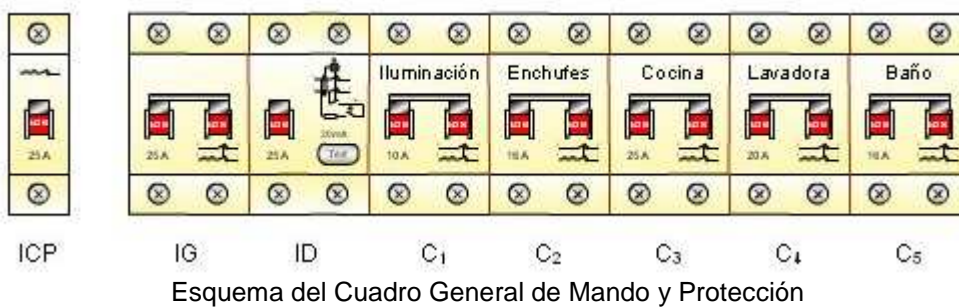 Iluminación Enchufes Cocina Lavadora Baño
25A 25A 25A 30mA Test 10A 16A 25A 20A 16A
ICP IG ID C₁ C₂ C₃ C₄ C₅
Esquema del Cuadro General de Mando y Protección